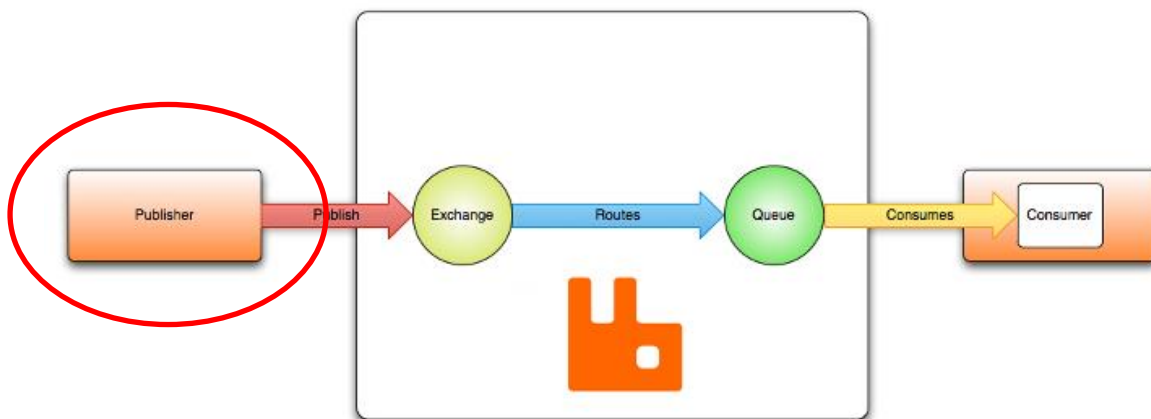 Publisher
Publish
Exchange
Routes
Queue
Consumes
Consumer